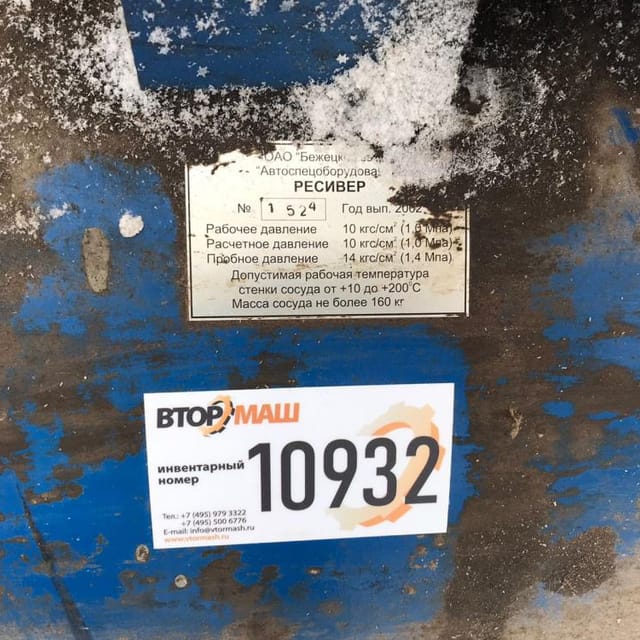 ОАО "Бежецк
"Автоспецоборудова
РЕСИВЕР
№ 1 524 Год вып. 2002
Рабочее давление 10 кгс/см² (1,0 Мпа)
Расчетное давление 10 кгс/см² (1,0 Мпа)
Пробное давление 14 кгс/см² (1,4 Мпа)
Допустимая рабочая температура
стенки сосуда от +10 до +200°С
Масса сосуда не более 160 кг
ВТОРМАШ
инвентарный
номер
10932
Тел.: +7 (495) 979 3322
+7 (495) 500 6776
E-mail: info@vtormash.ru
www.vtormash.ru